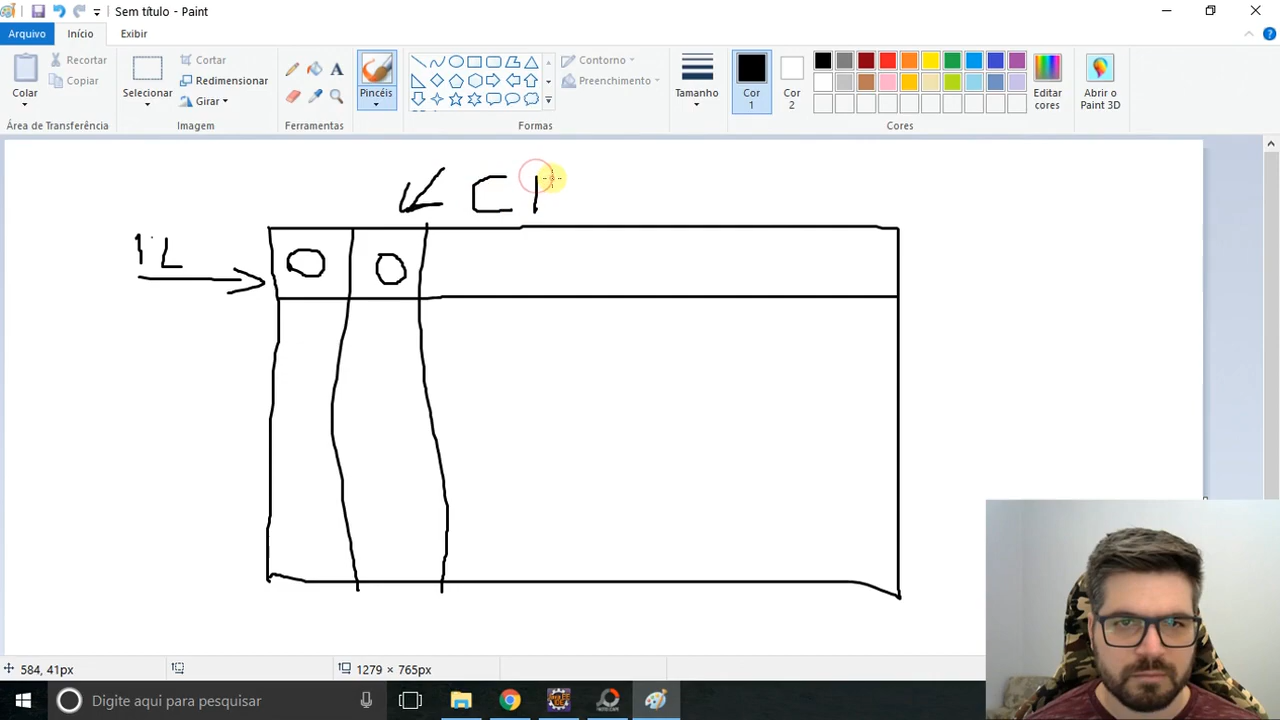 Sem título - Paint
Arquivo
Início
Exibir
Colar
Recortar
Copiar
Área de Transferência
Selecionar
Cortar
Redimensionar
Girar
Imagem
A
Ferramentas
Pincéis
Contorno
Preenchimento
Formas
Tamanho
Cor
1
Cor
2
Editar
cores
Cores
Abrir o
Paint 3D
1L
584, 41px
1279 × 765px
Digite aqui para pesquisar